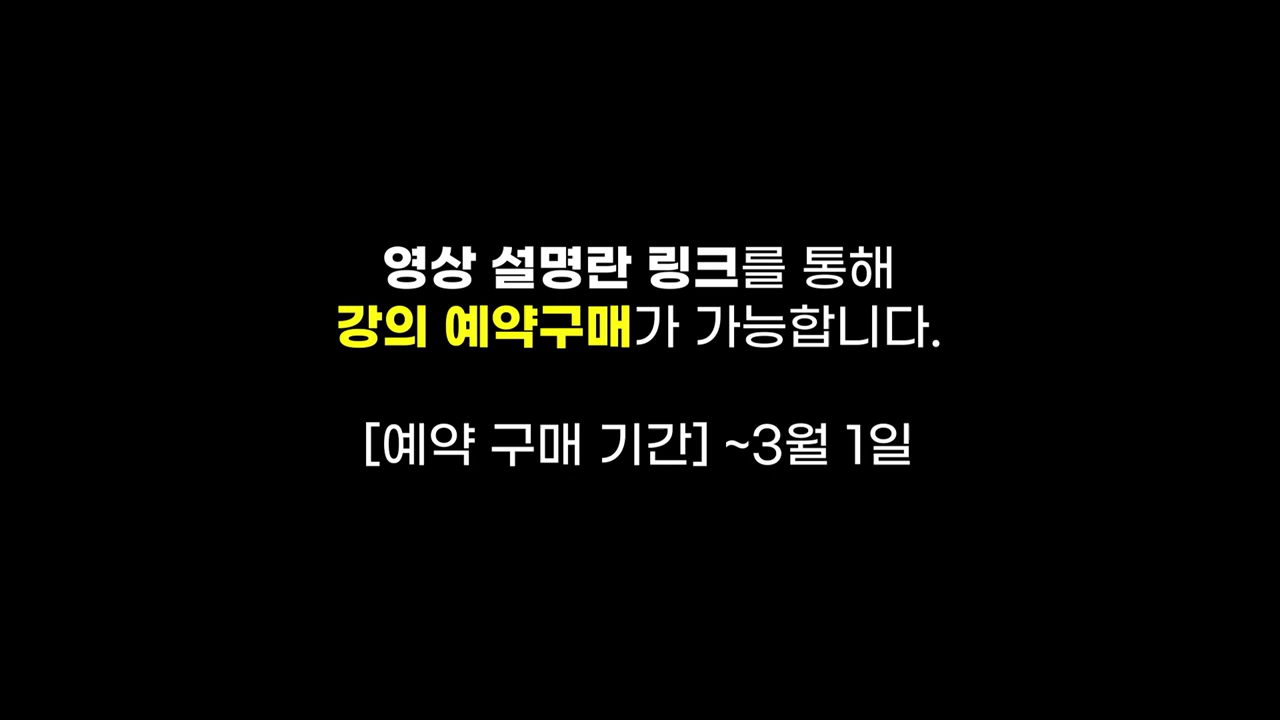 영상 설명란 링크를 통해
강의 예약구매가 가능합니다.
[예약 구매 기간] ~3월 1일